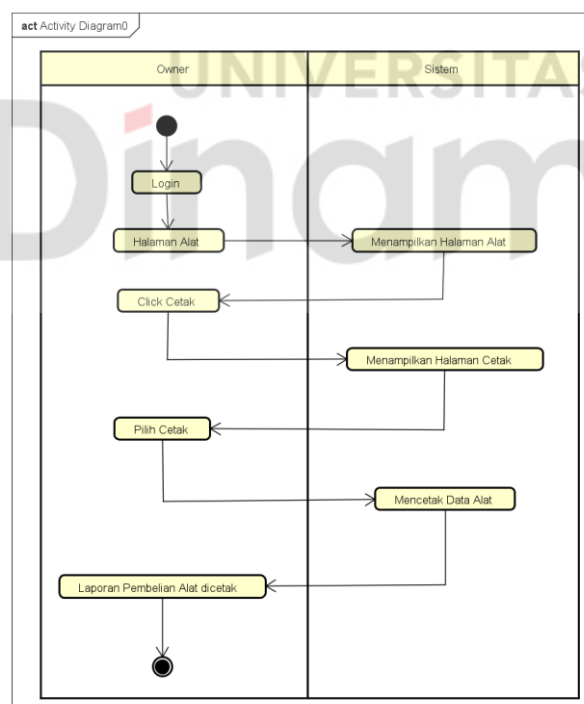 act Activity Diagram0
UNIVERSITAS
Dinam
Owner
Sistem
Login
Halaman Alat
Menampilkan Halaman Alat
Click Cetak
Menampilkan Halaman Cetak
Pilih Cetak
Mencetak Data Alat
Laporan Pembelian Alat dicetak